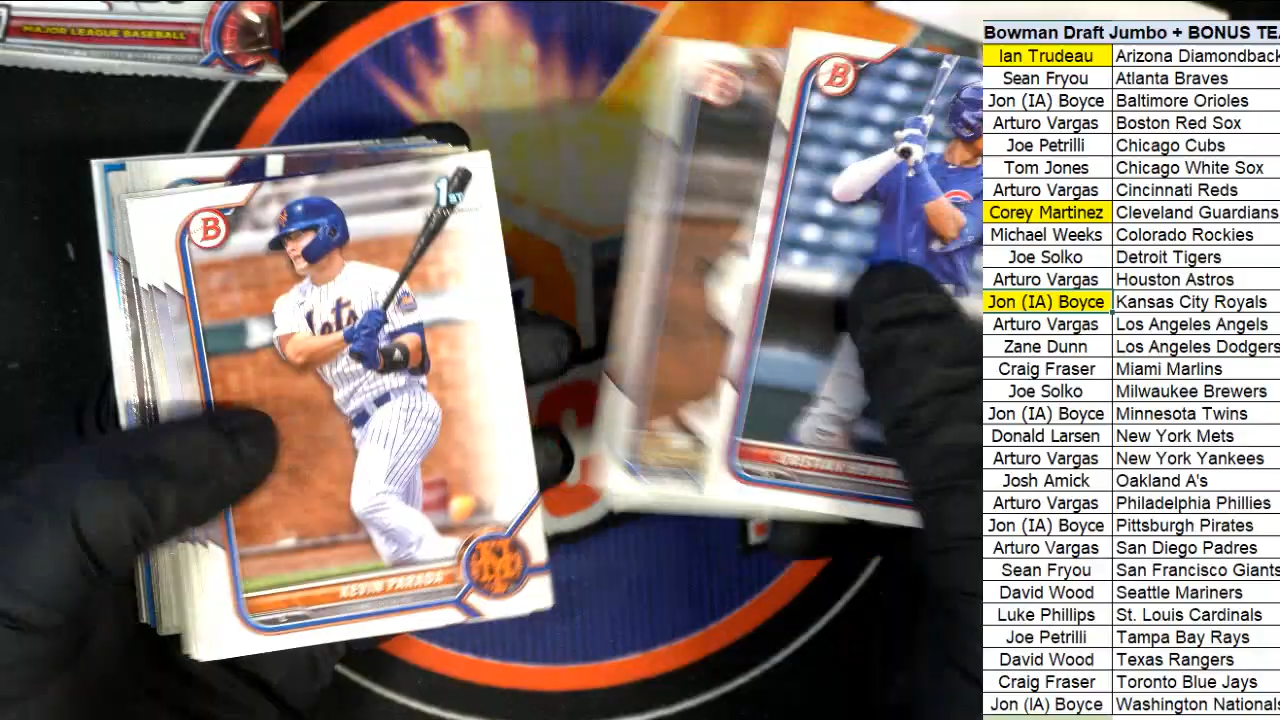 MAJOR LEAGUE BASEBALL
B
1st
B
KEVIN PARADA
NY
Bowman Draft Jumbo + BONUS TE
Ian Trudeau Arizona Diamondback
Sean Fryou Atlanta Braves
Jon (IA) Boyce Baltimore Orioles
Arturo Vargas Boston Red Sox
Joe Petrilli Chicago Cubs
Tom Jones Chicago White Sox
Arturo Vargas Cincinnati Reds
Corey Martinez Cleveland Guardians
Michael Weeks Colorado Rockies
Joe Solko Detroit Tigers
Arturo Vargas Houston Astros
Jon (IA) Boyce Kansas City Royals
Arturo Vargas Los Angeles Angels
Zane Dunn Los Angeles Dodgers
Craig Fraser Miami Marlins
Joe Solko Milwaukee Brewers
Jon (IA) Boyce Minnesota Twins
Donald Larsen New York Mets
Arturo Vargas New York Yankees
Josh Amick Oakland A's
Arturo Vargas Philadelphia Phillies
Jon (IA) Boyce Pittsburgh Pirates
Arturo Vargas San Diego Padres
Sean Fryou San Francisco Giants
David Wood Seattle Mariners
Luke Phillips St. Louis Cardinals
Joe Petrilli Tampa Bay Rays
David Wood Texas Rangers
Craig Fraser Toronto Blue Jays
Jon (IA) Boyce Washington Nationals